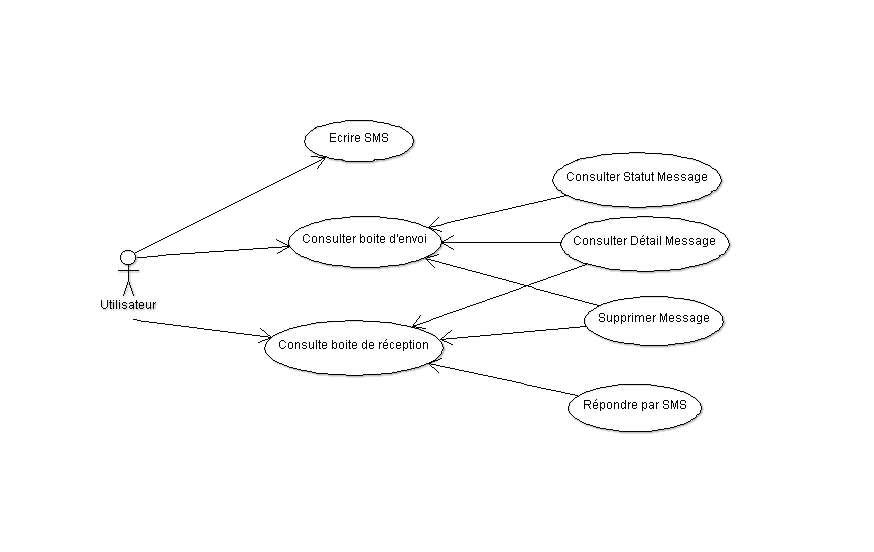 Ecrire SMS
Consulter Statut Message
Consulter boite d'envoi
Consulter Détail Message
Utilisateur
Supprimer Message
Consulte boite de réception
Répondre par SMS